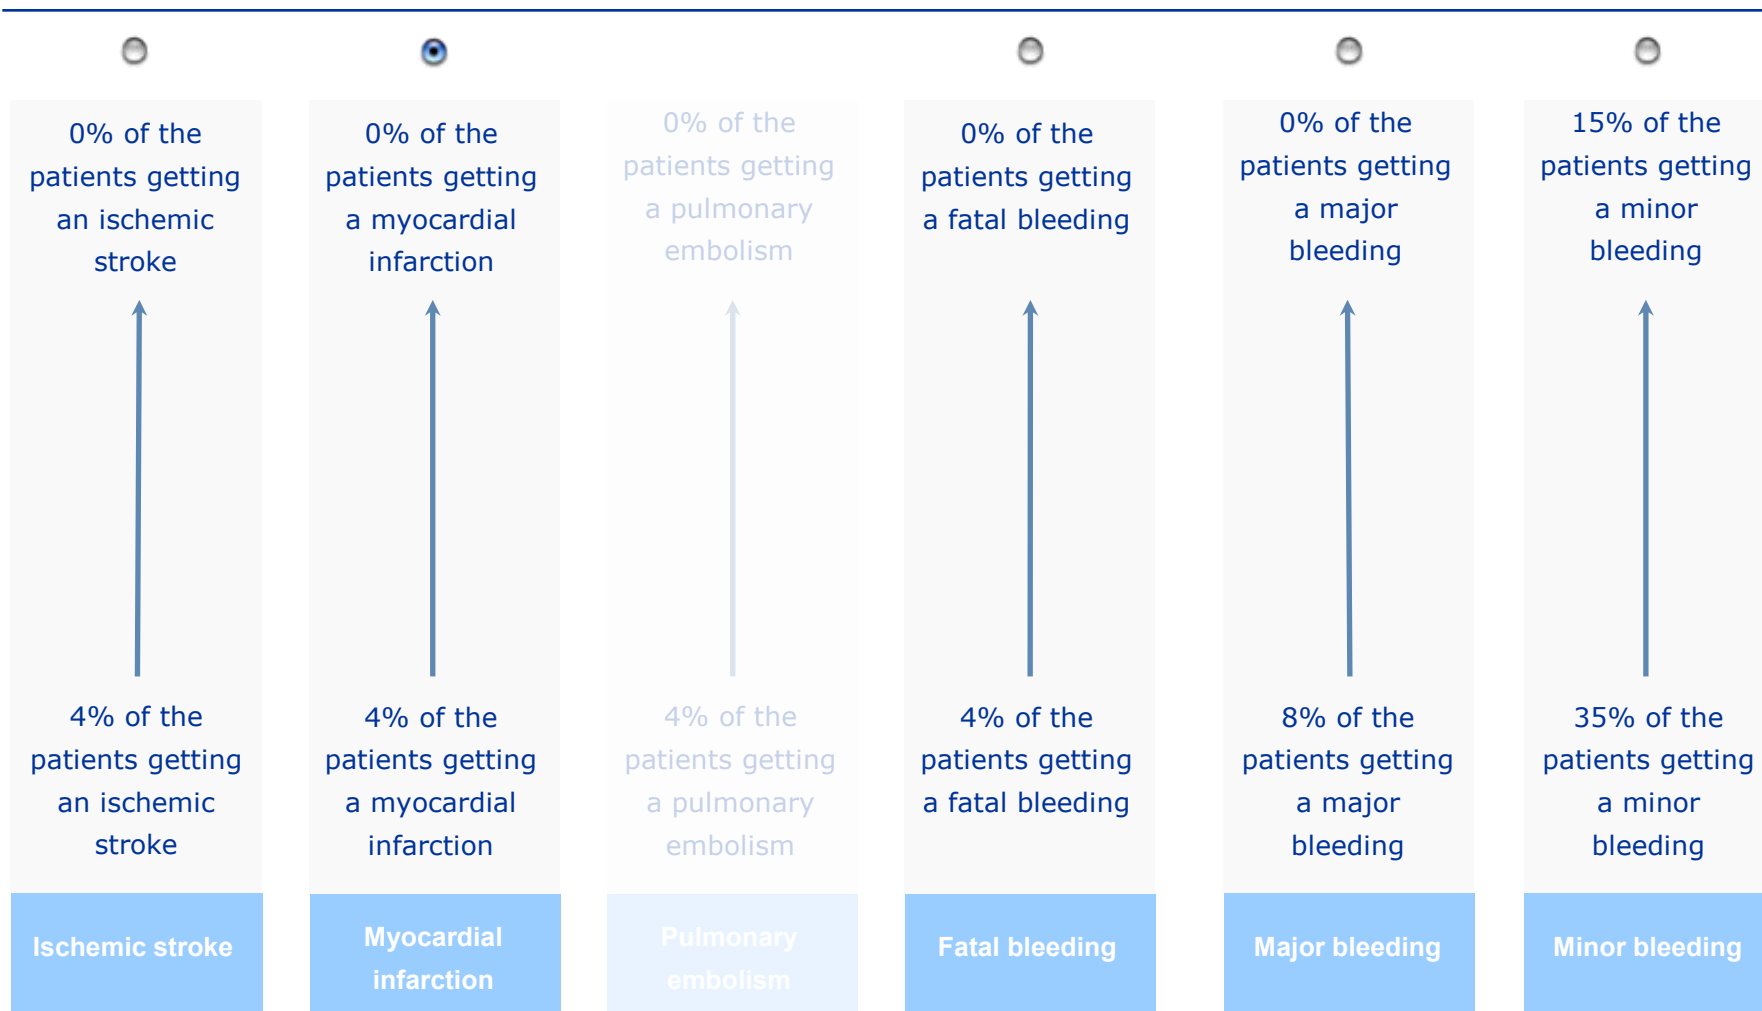 0% of the
patients getting
an ischemic
stroke
0% of the
patients getting
a myocardial
infarction
0% of the
patients getting
a pulmonary
embolism
0% of the
patients getting
a fatal bleeding
0% of the
patients getting
a major
bleeding
15% of the
patients getting
a minor
bleeding
4% of the
patients getting
an ischemic
stroke
4% of the
patients getting
a myocardial
infarction
4% of the
patients getting
a pulmonary
embolism
4% of the
patients getting
a fatal bleeding
8% of the
patients getting
a major
bleeding
35% of the
patients getting
a minor
bleeding
Ischemic stroke
Myocardial
infarction
Pulmonary
embolism
Fatal bleeding
Major bleeding
Minor bleeding